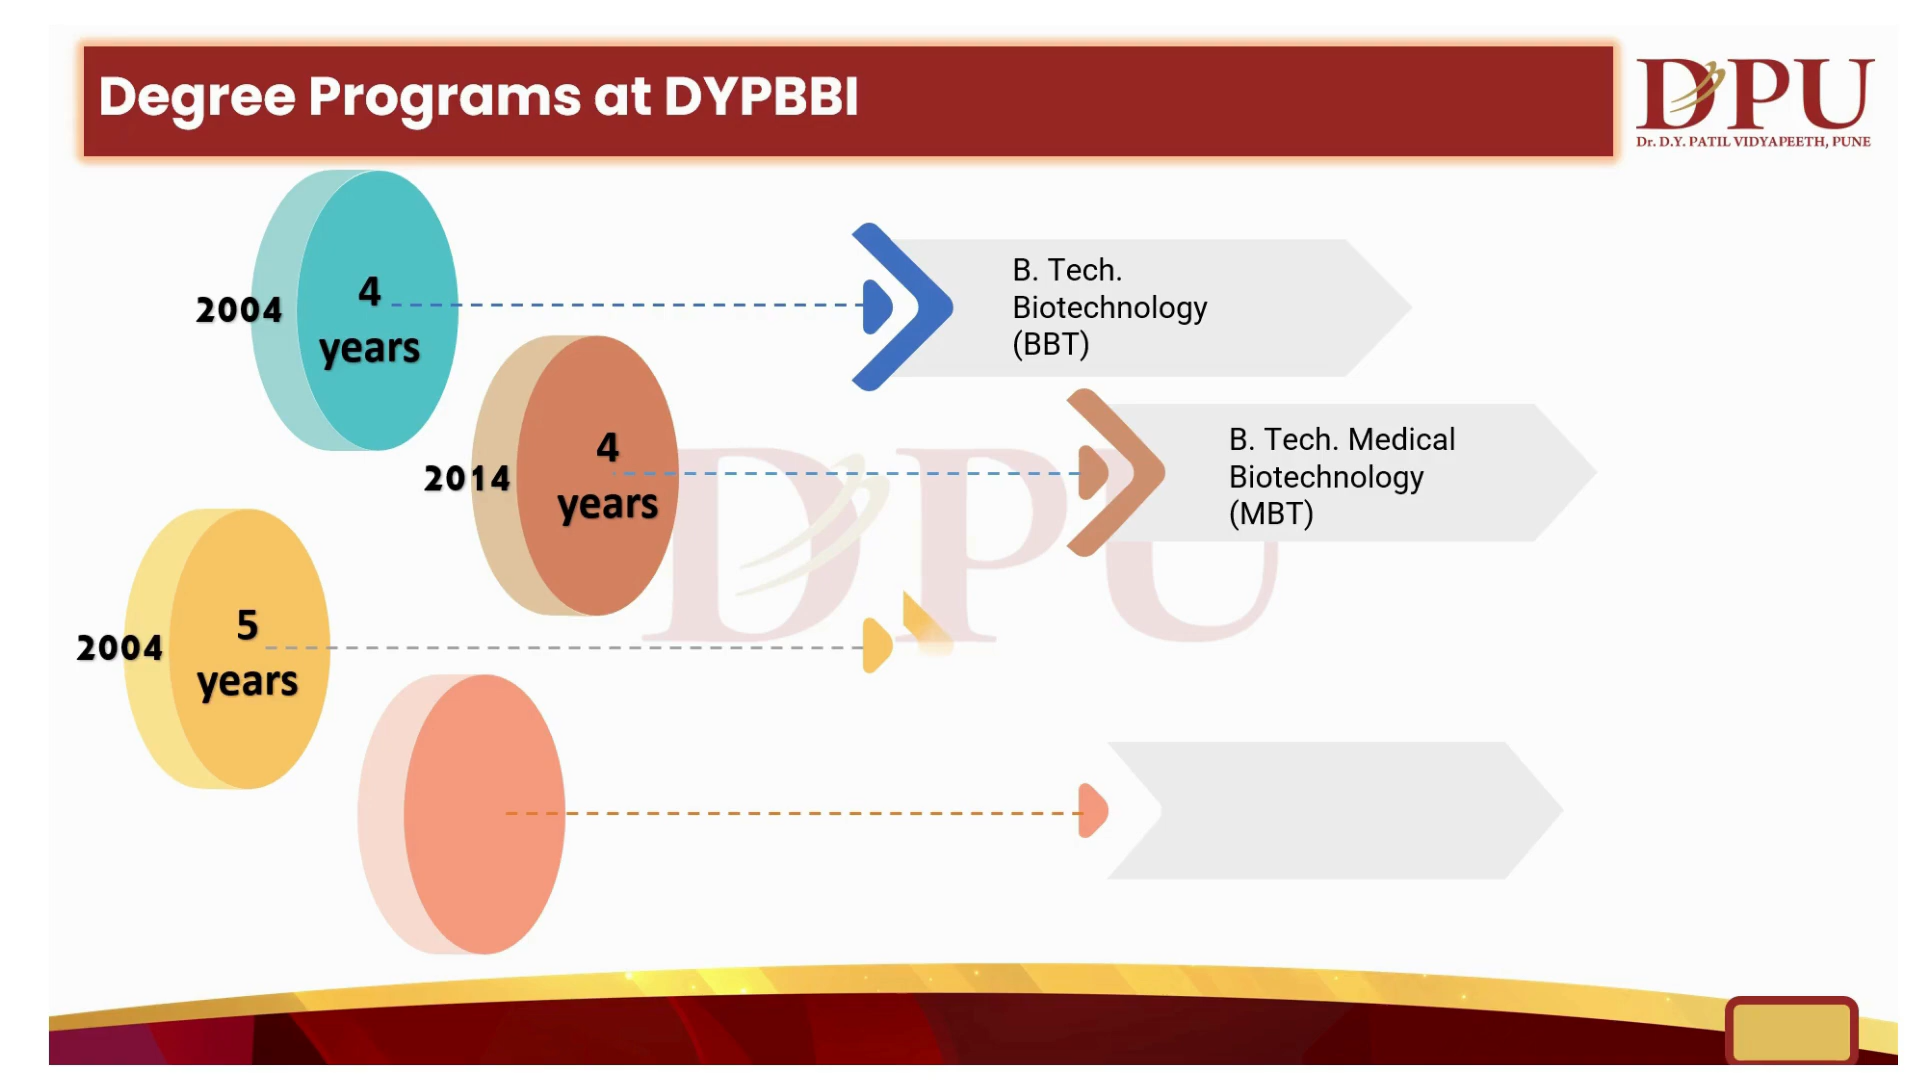 Degree Programs at DYPBBI
DPU
Dr. D.Y. PATIL VIDYAPEETH, PUNE
2004
4
years
B. Tech.
Biotechnology
(BBT)
2014
4
years
B. Tech. Medical
Biotechnology
(MBT)
DPU
2004
5
years